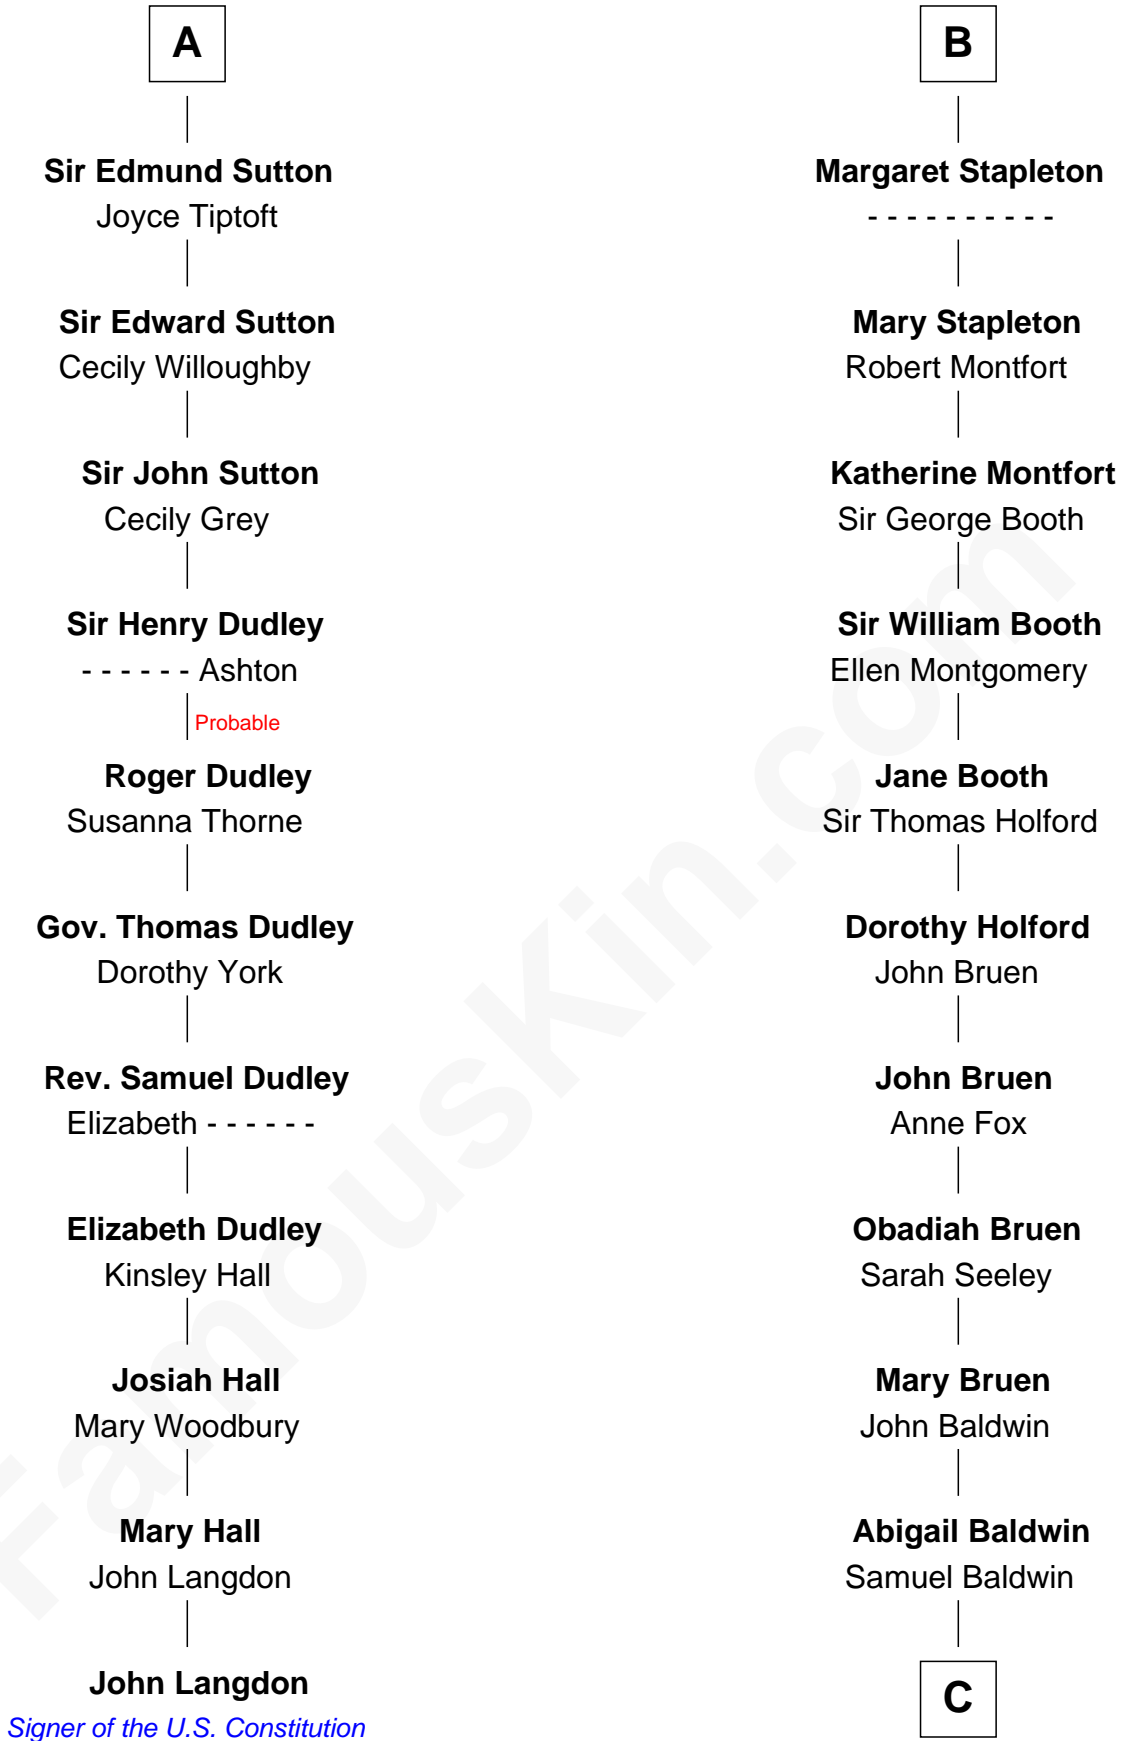 A
Sir Edmund Sutton
Joyce Tiptoft
Sir Edward Sutton
Cecily Willoughby
Sir John Sutton
Cecily Grey
Sir Henry Dudley
- - - - - - Ashton
Probable
Roger Dudley
Susanna Thorne
Gov. Thomas Dudley
Dorothy York
Rev. Samuel Dudley
Elizabeth - - - - - -
Elizabeth Dudley
Kinsley Hall
Josiah Hall
Mary Woodbury
Mary Hall
John Langdon
John Langdon
Signer of the U.S. Constitution
B
Margaret Stapleton
- - - - - - - - - -
Mary Stapleton
Robert Montfort
Katherine Montfort
Sir George Booth
Sir William Booth
Ellen Montgomery
Jane Booth
Sir Thomas Holford
Dorothy Holford
John Bruen
John Bruen
Anne Fox
Obadiah Bruen
Sarah Seeley
Mary Bruen
John Baldwin
Abigail Baldwin
Samuel Baldwin
C
FamousKin.com